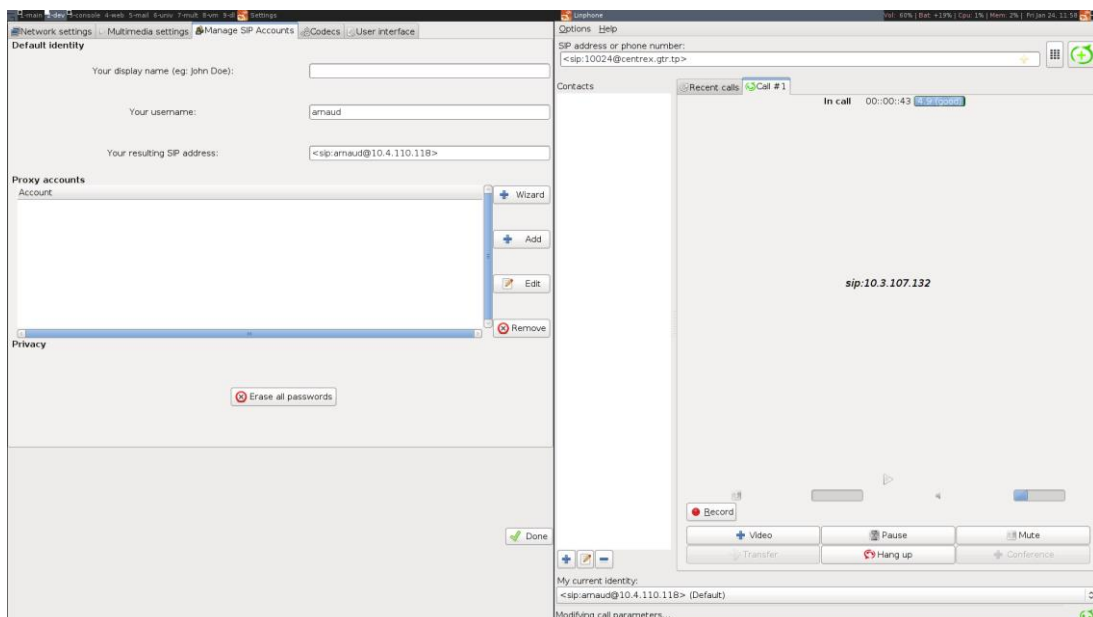 1-main 2-dev 3-console 4-web 5-mail 6-univ 7-mult 8-vm 9-dl Settings
Network settings Multimedia settings Manage SIP Accounts Codecs User interface
Default identity
Your display name (eg: John Doe):
Your username: arnaud
Your resulting SIP address: <sip:arnaud@10.4.110.118>
Proxy accounts
Account
Wizard
Add
Edit
Remove
Privacy
Erase all passwords
Done
Linphone Vol: 60% | Bat: +19% | Cpu: 1% | Mem: 2% | Fri Jan 24, 11:58
Options Help
SIP address or phone number:
<sip:10024@centrex.gtr.tp>
Contacts
Recent calls Call #1
In call 00::00::43 4.9 (good)
sip:10.3.107.132
Record
Video Pause Mute
Transfer Hang up Conference
My current identity:
<sip:arnaud@10.4.110.118> (Default)
Modifying call parameters...